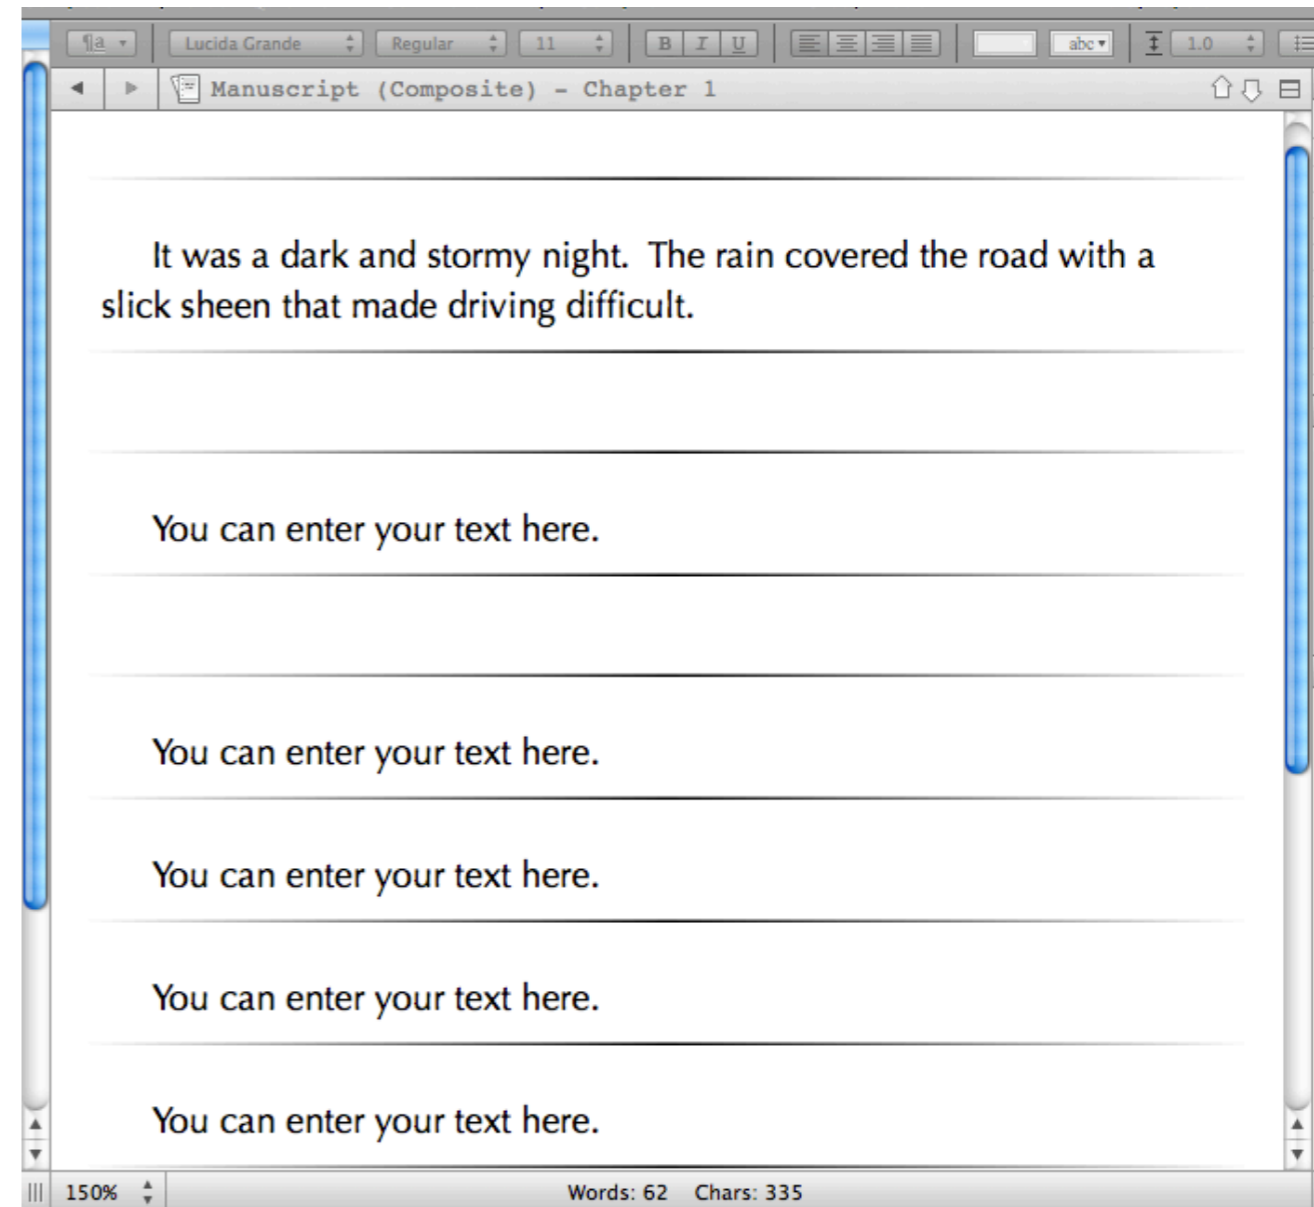 ¶a Lucida Grande Regular 11 B I U abc 1.0
Manuscript (Composite) - Chapter 1
It was a dark and stormy night.  The rain covered the road with a
slick sheen that made driving difficult.
You can enter your text here.
You can enter your text here.
You can enter your text here.
You can enter your text here.
You can enter your text here.
150% Words: 62 Chars: 335